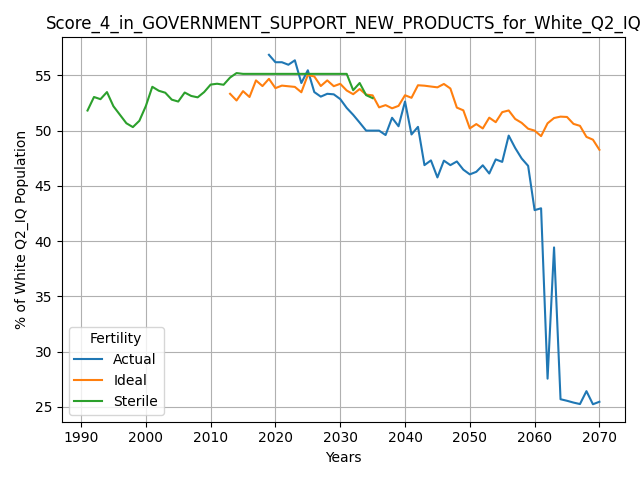 Score_4_in_GOVERNMENT_SUPPORT_NEW_PRODUCTS_for_White_Q2_IQ
% of White Q2_IQ Population
55
50
45
40
35
30
25
Fertility
Actual
Ideal
Sterile
1990 2000 2010 2020 2030 2040 2050 2060 2070
Years